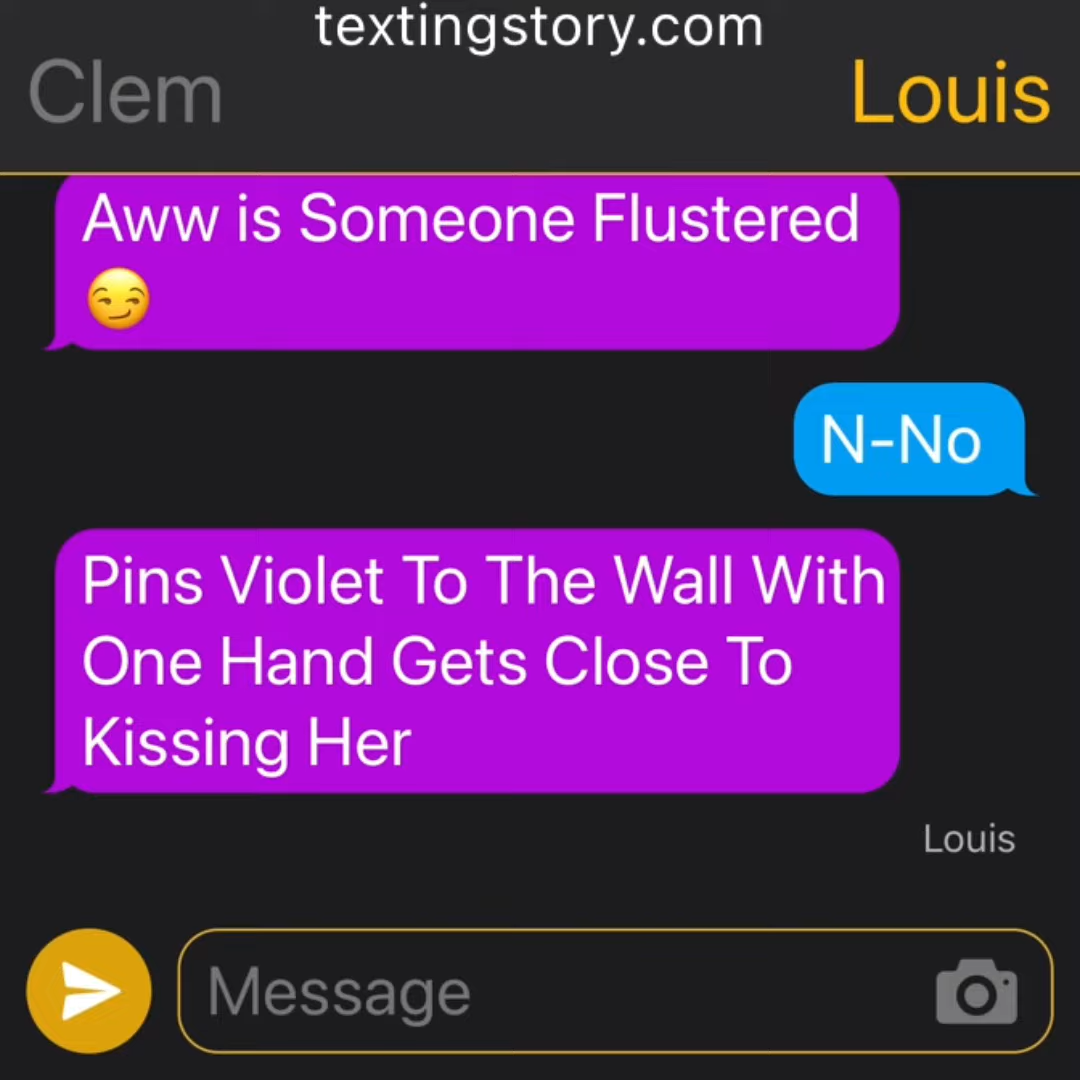 textingstory.com
Clem
Louis
Aww is Someone Flustered
😏
N-No
Pins Violet To The Wall With
One Hand Gets Close To
Kissing Her
Louis
Message